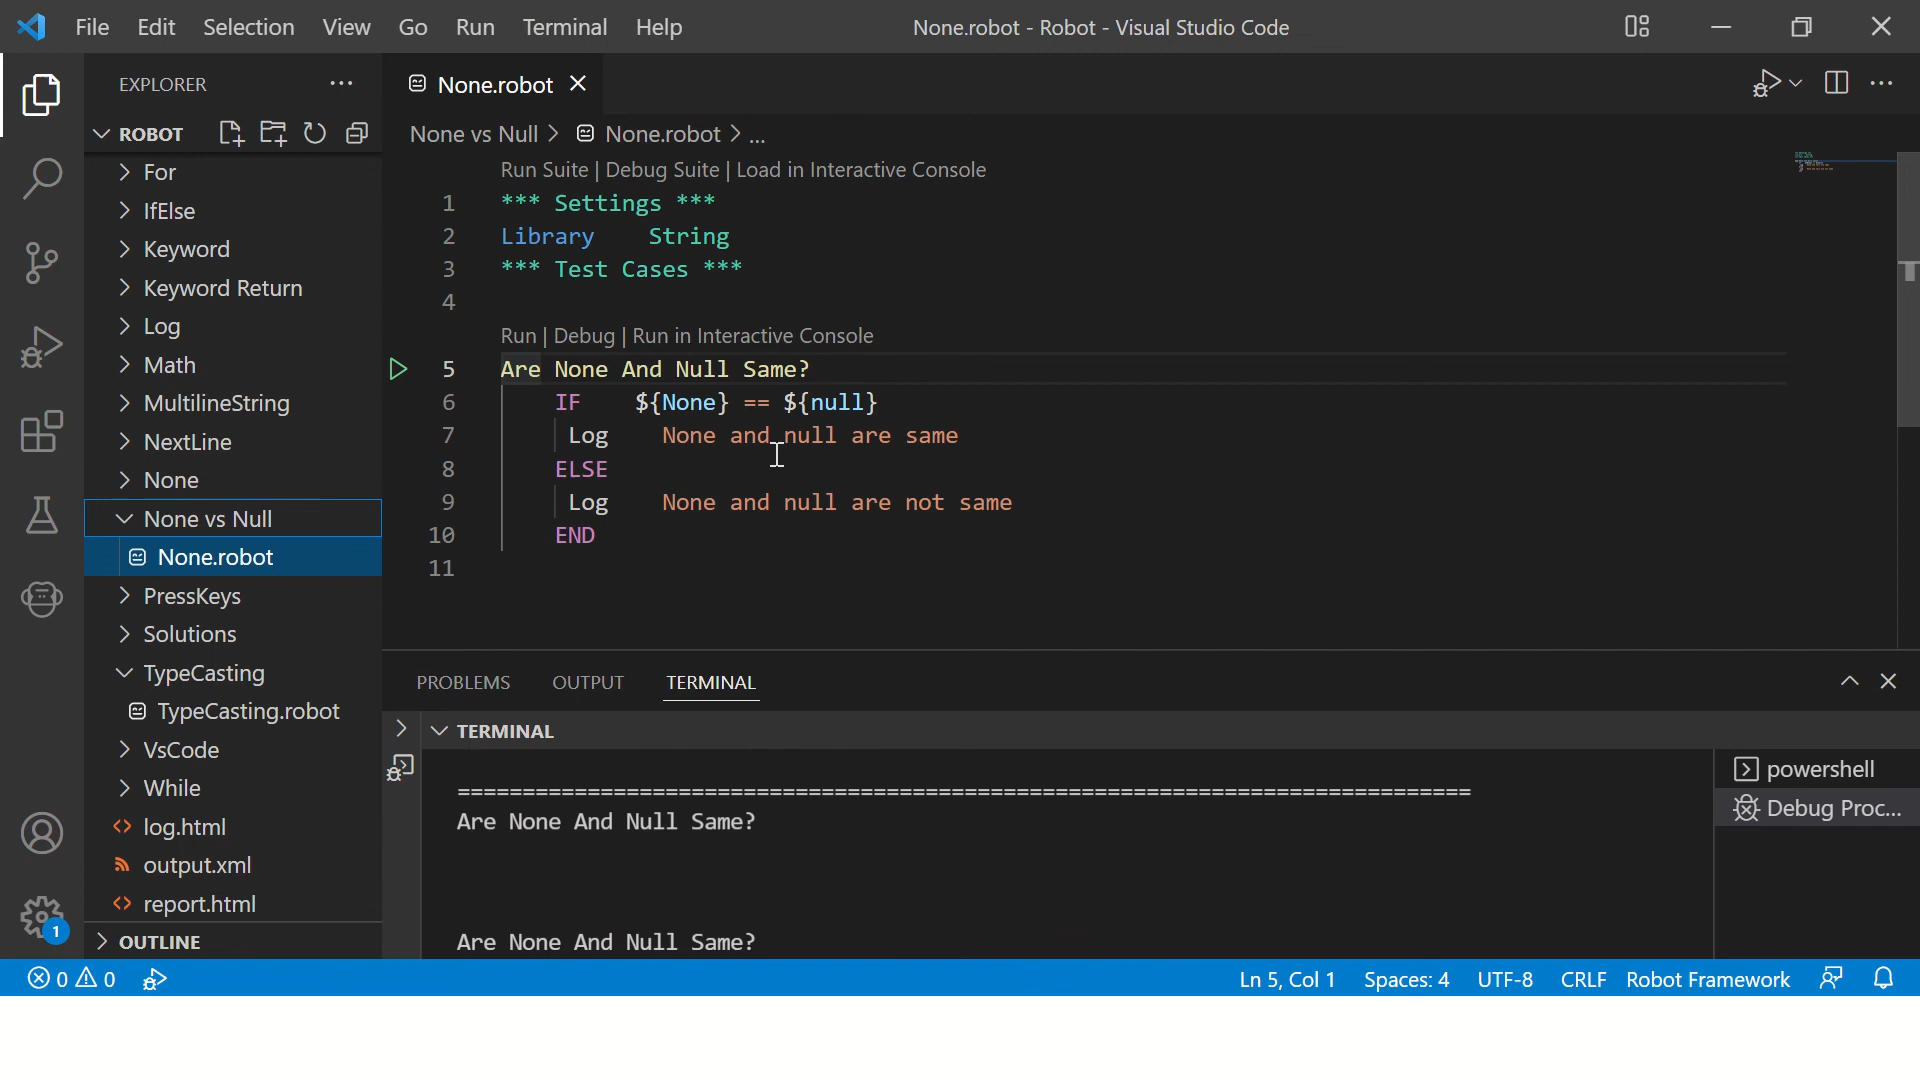 File Edit Selection View Go Run Terminal Help None.robot - Robot - Visual Studio Code
EXPLORER
ROBOT
For
IfElse
Keyword
Keyword Return
Log
Math
MultilineString
NextLine
None
None vs Null
None.robot
PressKeys
Solutions
TypeCasting
TypeCasting.robot
VsCode
While
log.html
output.xml
report.html
OUTLINE
None.robot
None vs Null > None.robot > ...
Run Suite | Debug Suite | Load in Interactive Console
1 *** Settings ***
2 Library    String
3 *** Test Cases ***
4
Run | Debug | Run in Interactive Console
5 Are None And Null Same?
6 IF    ${None} == ${null}
7 Log    None and null are same
8 ELSE
9 Log    None and null are not same
10 END
11
PROBLEMS OUTPUT TERMINAL
TERMINAL
==============================================================================
Are None And Null Same?
Are None And Null Same?
powershell
Debug Proc...
1
0 0 Ln 5, Col 1 Spaces: 4 UTF-8 CRLF Robot Framework